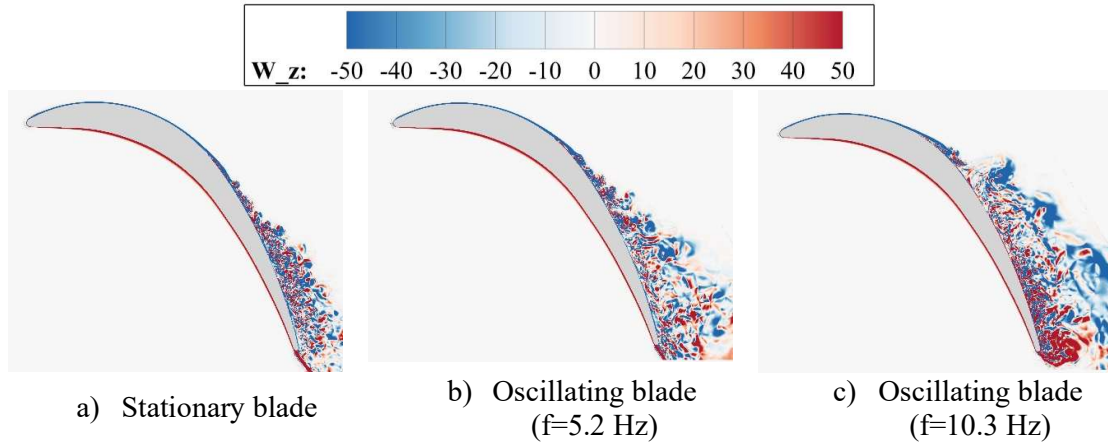 W_z: -50 -40 -30 -20 -10 0 10 20 30 40 50
a) Stationary blade
b) Oscillating blade
(f=5.2 Hz)
c) Oscillating blade
(f=10.3 Hz)